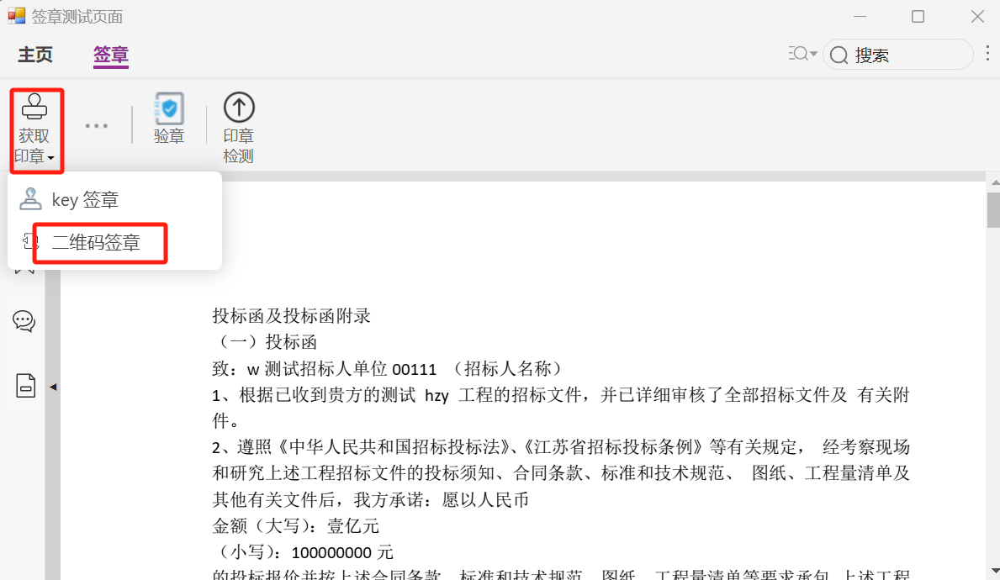 签章测试页面
主页 签章
搜索
获取
印章
验章
印章
检测
key 签章
二维码签章
投标函及投标函附录
（一）投标函
致：w 测试招标人单位 00111 （招标人名称）
1、根据已收到贵方的测试 hzy 工程的招标文件，并已详细审核了全部招标文件及 有关附
件。
2、遵照《中华人民共和国招标投标法》、《江苏省招标投标条例》等有关规定， 经考察现场
和研究上述工程招标文件的投标须知、合同条款、标准和技术规范、 图纸、工程量清单及
其他有关文件后，我方承诺：愿以人民币
金额（大写）：壹亿元
（小写）：100000000 元
的投标报价并按上述合同条款、标准和技术规范、图纸、工程量清单等要求承包 上述工程